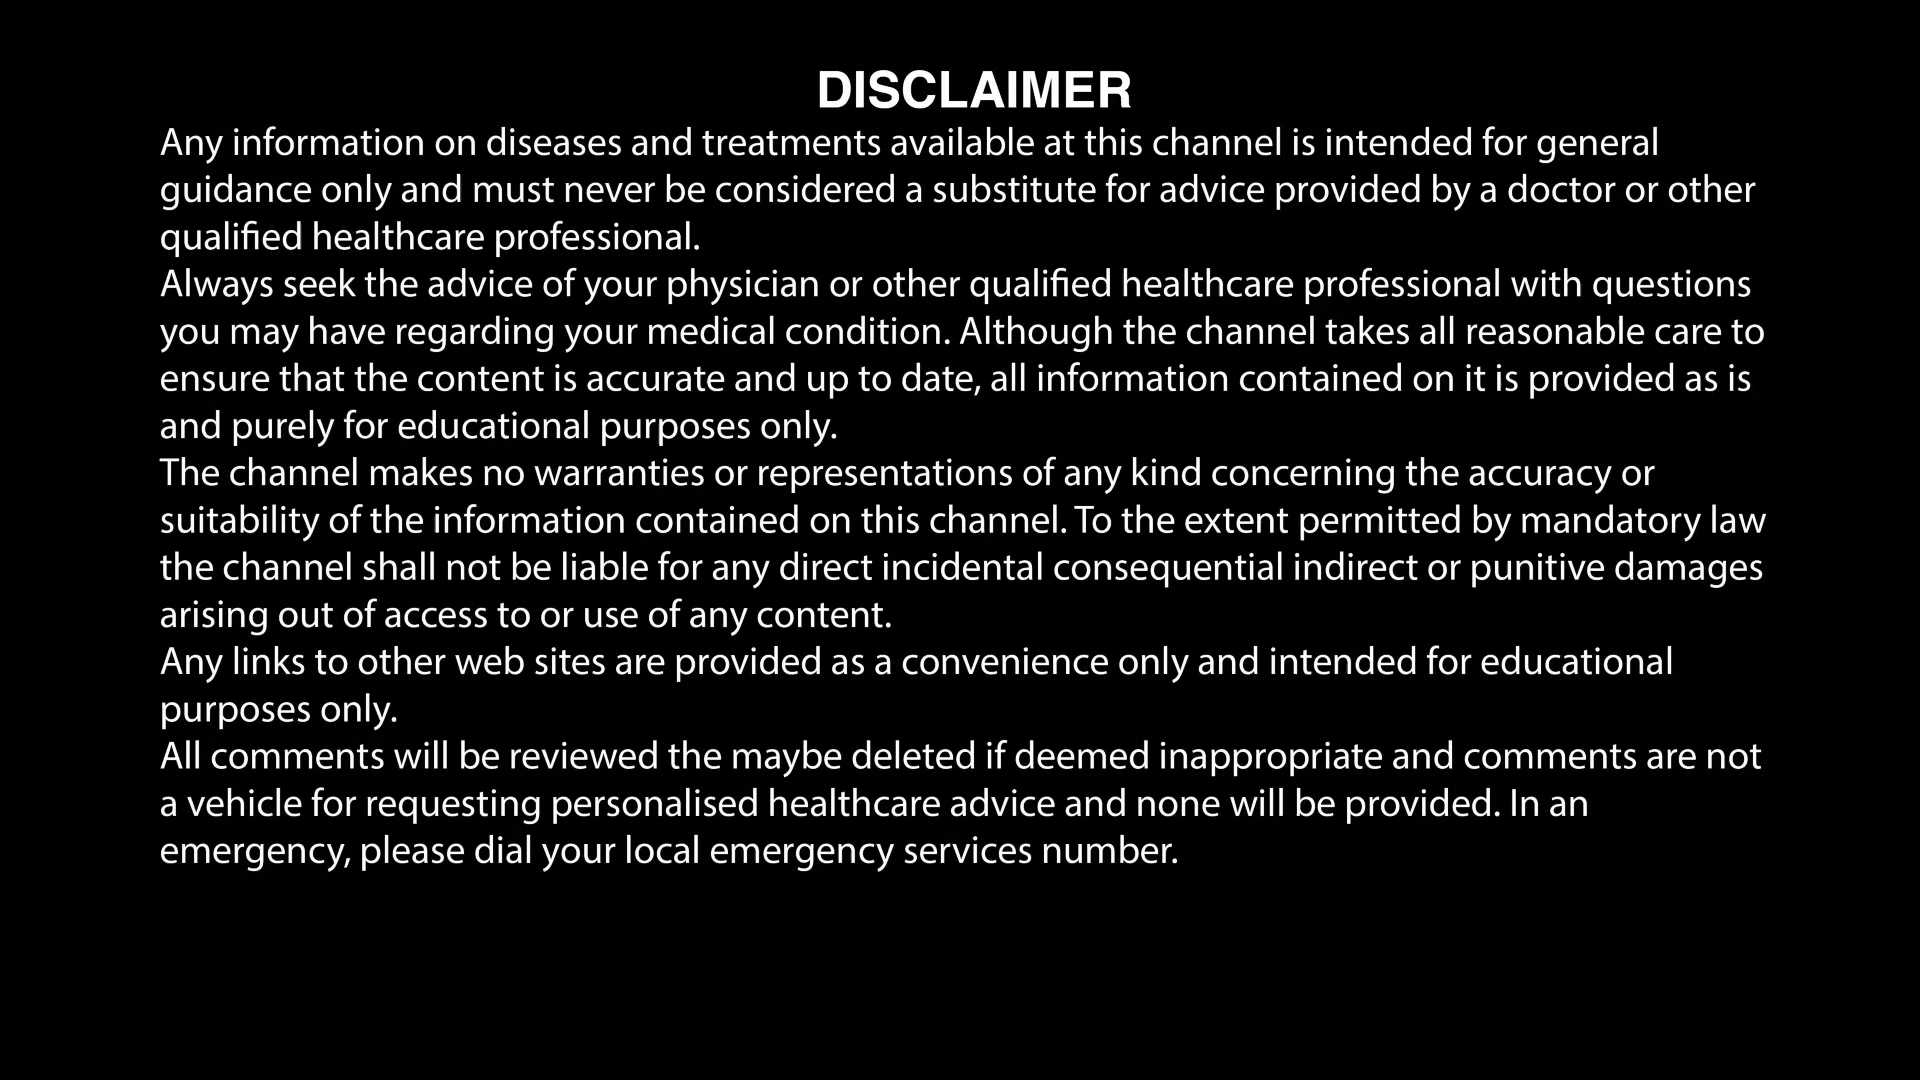 DISCLAIMER
Any information on diseases and treatments available at this channel is intended for general
guidance only and must never be considered a substitute for advice provided by a doctor or other
qualified healthcare professional.
Always seek the advice of your physician or other qualified healthcare professional with questions
you may have regarding your medical condition. Although the channel takes all reasonable care to
ensure that the content is accurate and up to date, all information contained on it is provided as is
and purely for educational purposes only.
The channel makes no warranties or representations of any kind concerning the accuracy or
suitability of the information contained on this channel. To the extent permitted by mandatory law
the channel shall not be liable for any direct incidental consequential indirect or punitive damages
arising out of access to or use of any content.
Any links to other web sites are provided as a convenience only and intended for educational
purposes only.
All comments will be reviewed the maybe deleted if deemed inappropriate and comments are not
a vehicle for requesting personalised healthcare advice and none will be provided. In an
emergency, please dial your local emergency services number.